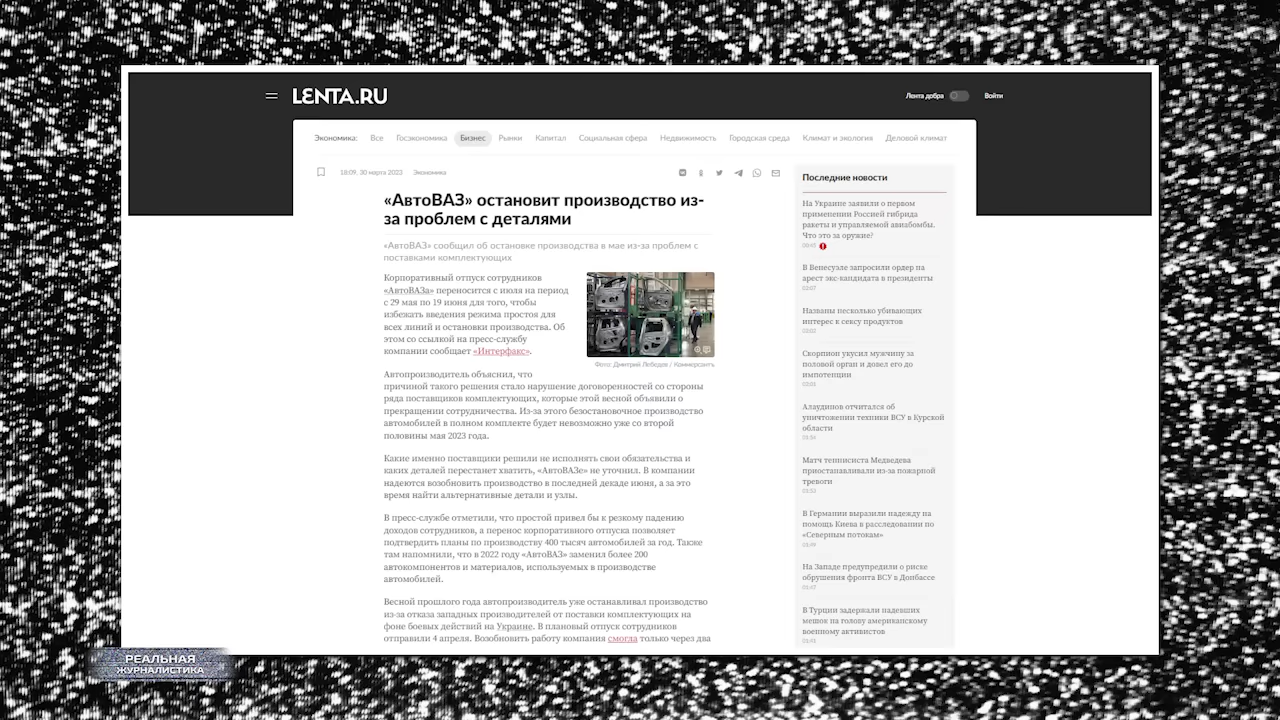 LENTA.RU
Лента добра
Войти
Экономика: Все Госэкономика Бизнес Рынки Капитал Социальная сфера Недвижимость Городская среда Климат и экология Деловой климат
18:09, 30 марта 2023 Экономика
«АвтоВАЗ» остановит производство из-
за проблем с деталями
«АвтоВАЗ» сообщил об остановке производства в мае из-за проблем с
поставками комплектующих
Корпоративный отпуск сотрудников
«АвтоВАЗа» переносится с июля на период
с 29 мая по 19 июня для того, чтобы
избежать введения режима простоя для
всех линий и остановки производства. Об
этом со ссылкой на пресс-службу
компании сообщает «Интерфакс».
Фото: Дмитрий Лебедев / Коммерсантъ
Автопроизводитель объяснил, что
причиной такого решения стало нарушение договоренностей со стороны
ряда поставщиков комплектующих, которые этой весной объявили о
прекращении сотрудничества. Из-за этого безостановочное производство
автомобилей в полном комплекте будет невозможно уже со второй
половины мая 2023 года.
Какие именно поставщики решили не исполнять свои обязательства и
каких деталей перестанет хватить, «АвтоВАЗе» не уточнил. В компании
надеются возобновить производство в последней декаде июня, а за это
время найти альтернативные детали и узлы.
В пресс-службе отметили, что простой привел бы к резкому падению
доходов сотрудников, а перенос корпоративного отпуска позволяет
подтвердить планы по производству 400 тысяч автомобилей за год. Также
там напомнили, что в 2022 году «АвтоВАЗ» заменил более 200
автокомпонентов и материалов, используемых в производстве
автомобилей.
Весной прошлого года автопроизводитель уже останавливал производство
из-за отказа западных производителей от поставки комплектующих на
фоне боевых действий на Украине. В плановый отпуск сотрудников
отправили 4 апреля. Возобновить работу компания смогла только через два
Последние новости
На Украине заявили о первом
применении Россией гибрида
ракеты и управляемой авиабомбы.
Что это за оружие?
В Венесуэле запросили ордер на
арест экс-кандидата в президенты
02:07
Названы несколько убивающих
интерес к сексу продуктов
Скорпион укусил мужчину за
половой орган и довел его до
импотенции
Алаудинов отчитался об
уничтожении техники ВСУ в Курской
области
Матч теннисиста Медведева
приостанавливали из-за пожарной
тревоги
В Германии выразили надежду на
помощь Киева в расследовании по
«Северным потокам»
На Западе предупредили о риске
обрушения фронта ВСУ в Донбассе
В Турции задержали надевших
мешок на голову американскому
военному активистов
РЕАЛЬНАЯ
ЖУРНАЛИСТИКА